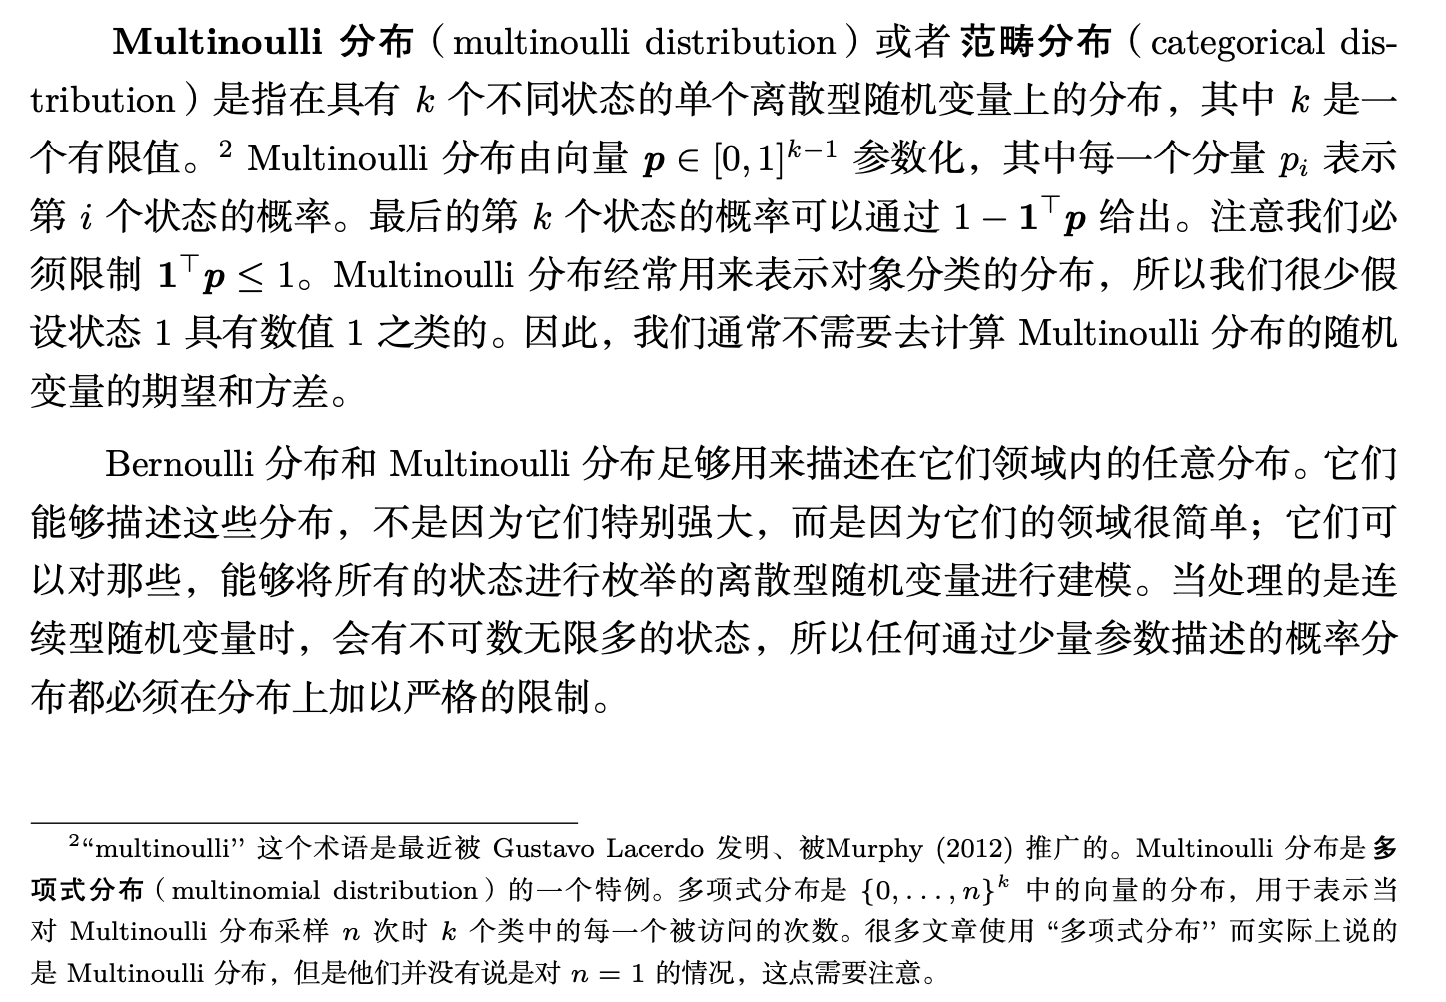 Multinoulli 分布（multinoulli distribution）或者 范畴分布（categorical dis-
tribution）是指在具有 k 个不同状态的单个离散型随机变量上的分布，其中 k 是一
个有限值。² Multinoulli 分布由向量 p ∈ [0, 1]ᵏ⁻¹ 参数化，其中每一个分量 pᵢ 表示
第 i 个状态的概率。最后的第 k 个状态的概率可以通过 1 − 1⊤p 给出。注意我们必
须限制 1⊤p ≤ 1。Multinoulli 分布经常用来表示对象分类的分布，所以我们很少假
设状态 1 具有数值 1 之类的。因此，我们通常不需要去计算 Multinoulli 分布的随机
变量的期望和方差。
Bernoulli 分布和 Multinoulli 分布足够用来描述在它们领域内的任意分布。它们
能够描述这些分布，不是因为它们特别强大，而是因为它们的领域很简单；它们可
以对那些，能够将所有的状态进行枚举的离散型随机变量进行建模。当处理的是连
续型随机变量时，会有不可数无限多的状态，所以任何通过少量参数描述的概率分
布都必须在分布上加以严格的限制。
²“multinoulli’’ 这个术语是最近被 Gustavo Lacerdo 发明、被Murphy (2012) 推广的。Multinoulli 分布是 多
项式分布（multinomial distribution）的一个特例。多项式分布是 {0, . . . , n}ᵏ 中的向量的分布，用于表示当
对 Multinoulli 分布采样 n 次时 k 个类中的每一个被访问的次数。很多文章使用 “多项式分布’’ 而实际上说的
是 Multinoulli 分布，但是他们并没有说是对 n = 1 的情况，这点需要注意。